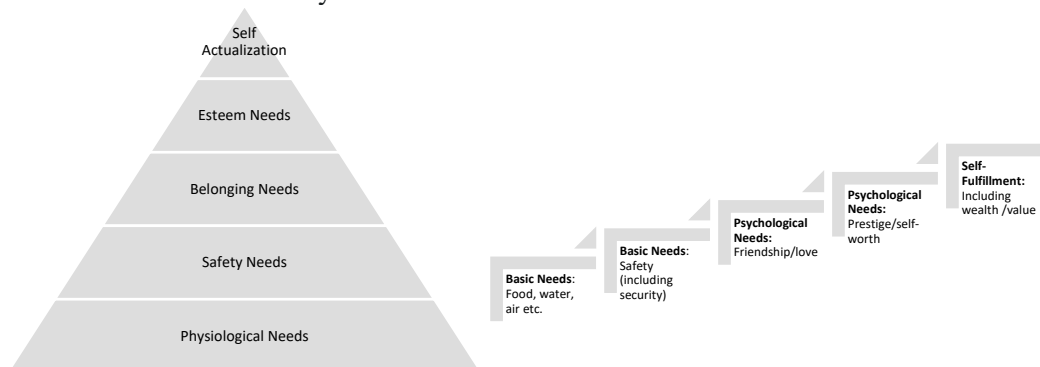 Self
Actualization
Esteem Needs
Belonging Needs
Safety Needs
Physiological Needs
Basic Needs:
Food, water,
air etc.
Basic Needs:
Safety
(including
security)
Psychological
Needs:
Friendship/love
Psychological
Needs:
Prestige/self-
worth
Self-
Fulfillment:
Including
wealth /value